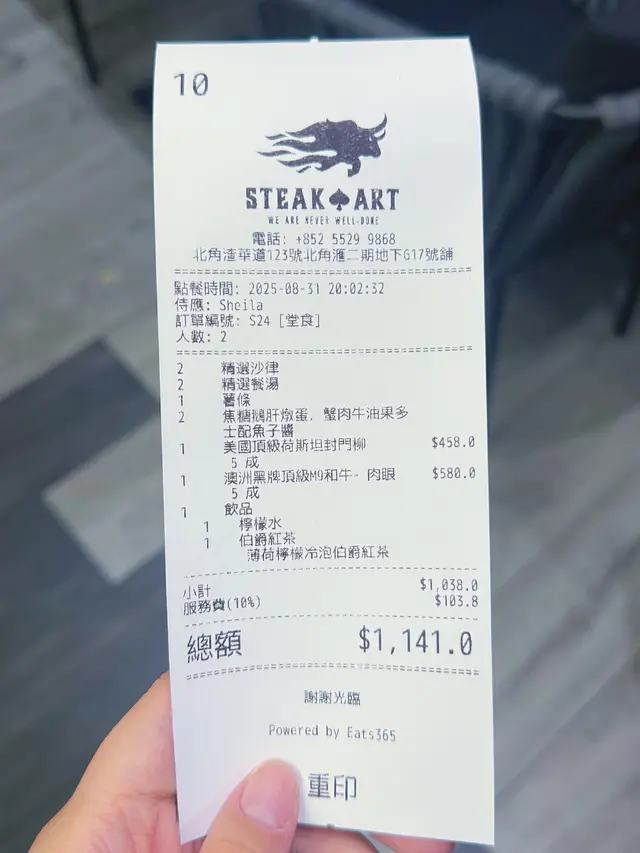 10
STEAK ART
WE ARE NEVER WELL-DONE
電話: +852 5529 9868
北角渣華道123號北角滙二期地下G17號舖
點餐時間: 2025-08-31 20:02:32
侍應: Sheila
訂單編號: S24 [堂食]
人數: 2
2 精選沙律
2 精選餐湯
1 薯條
2 焦糖鵝肝燉蛋, 蟹肉牛油果多
士配魚子醬
1 美國頂級荷斯坦封門柳 $458.0
5 成
1 澳洲黑牌頂級M9和牛- 肉眼 $580.0
5 成
1 飲品
1 檸檬水
1 伯爵紅茶
薄荷檸檬冷泡伯爵紅茶
小計 $1,038.0
服務費(10%) $103.8
總額 $1,141.0
謝謝光臨
Powered by Eats365
重印